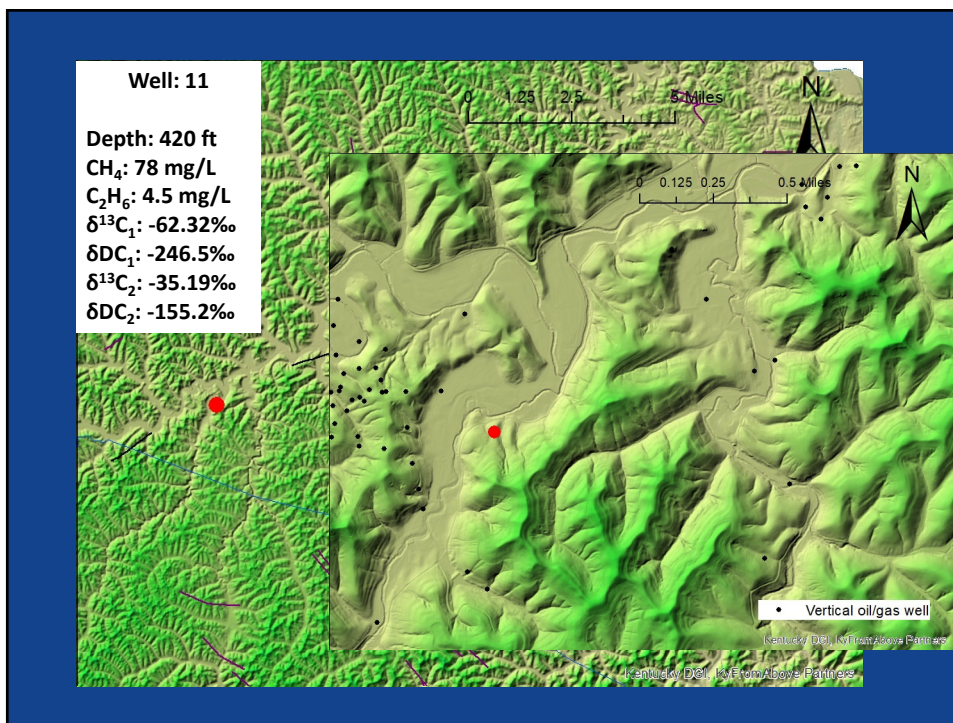 Well: 11
Depth: 420 ft
CH₄: 78 mg/L
C₂H₆: 4.5 mg/L
δ¹³C₁: -62.32‰
δDC₁: -246.5‰
δ¹³C₂: -35.19‰
δDC₂: -155.2‰
0 1.25 2.5 5 Miles
N
0 0.125 0.25 0.5 Miles
N
Vertical oil/gas well
Kentucky DGI, KyFromAbove Partners
Kentucky DGI, KyFromAbove Partners